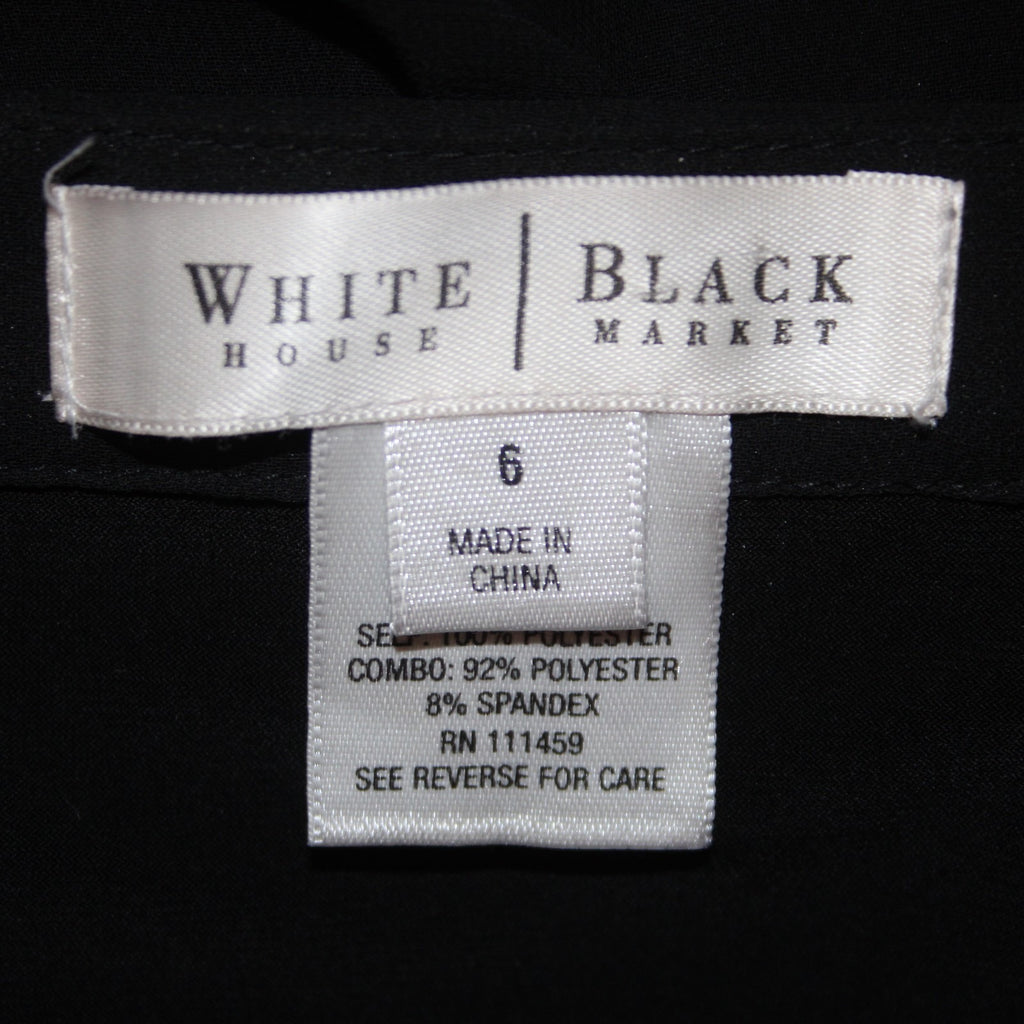 WHITE | BLACK
HOUSE MARKET
6
MADE IN
CHINA
SELF: 100% POLYESTER
COMBO: 92% POLYESTER
8% SPANDEX
RN 111459
SEE REVERSE FOR CARE